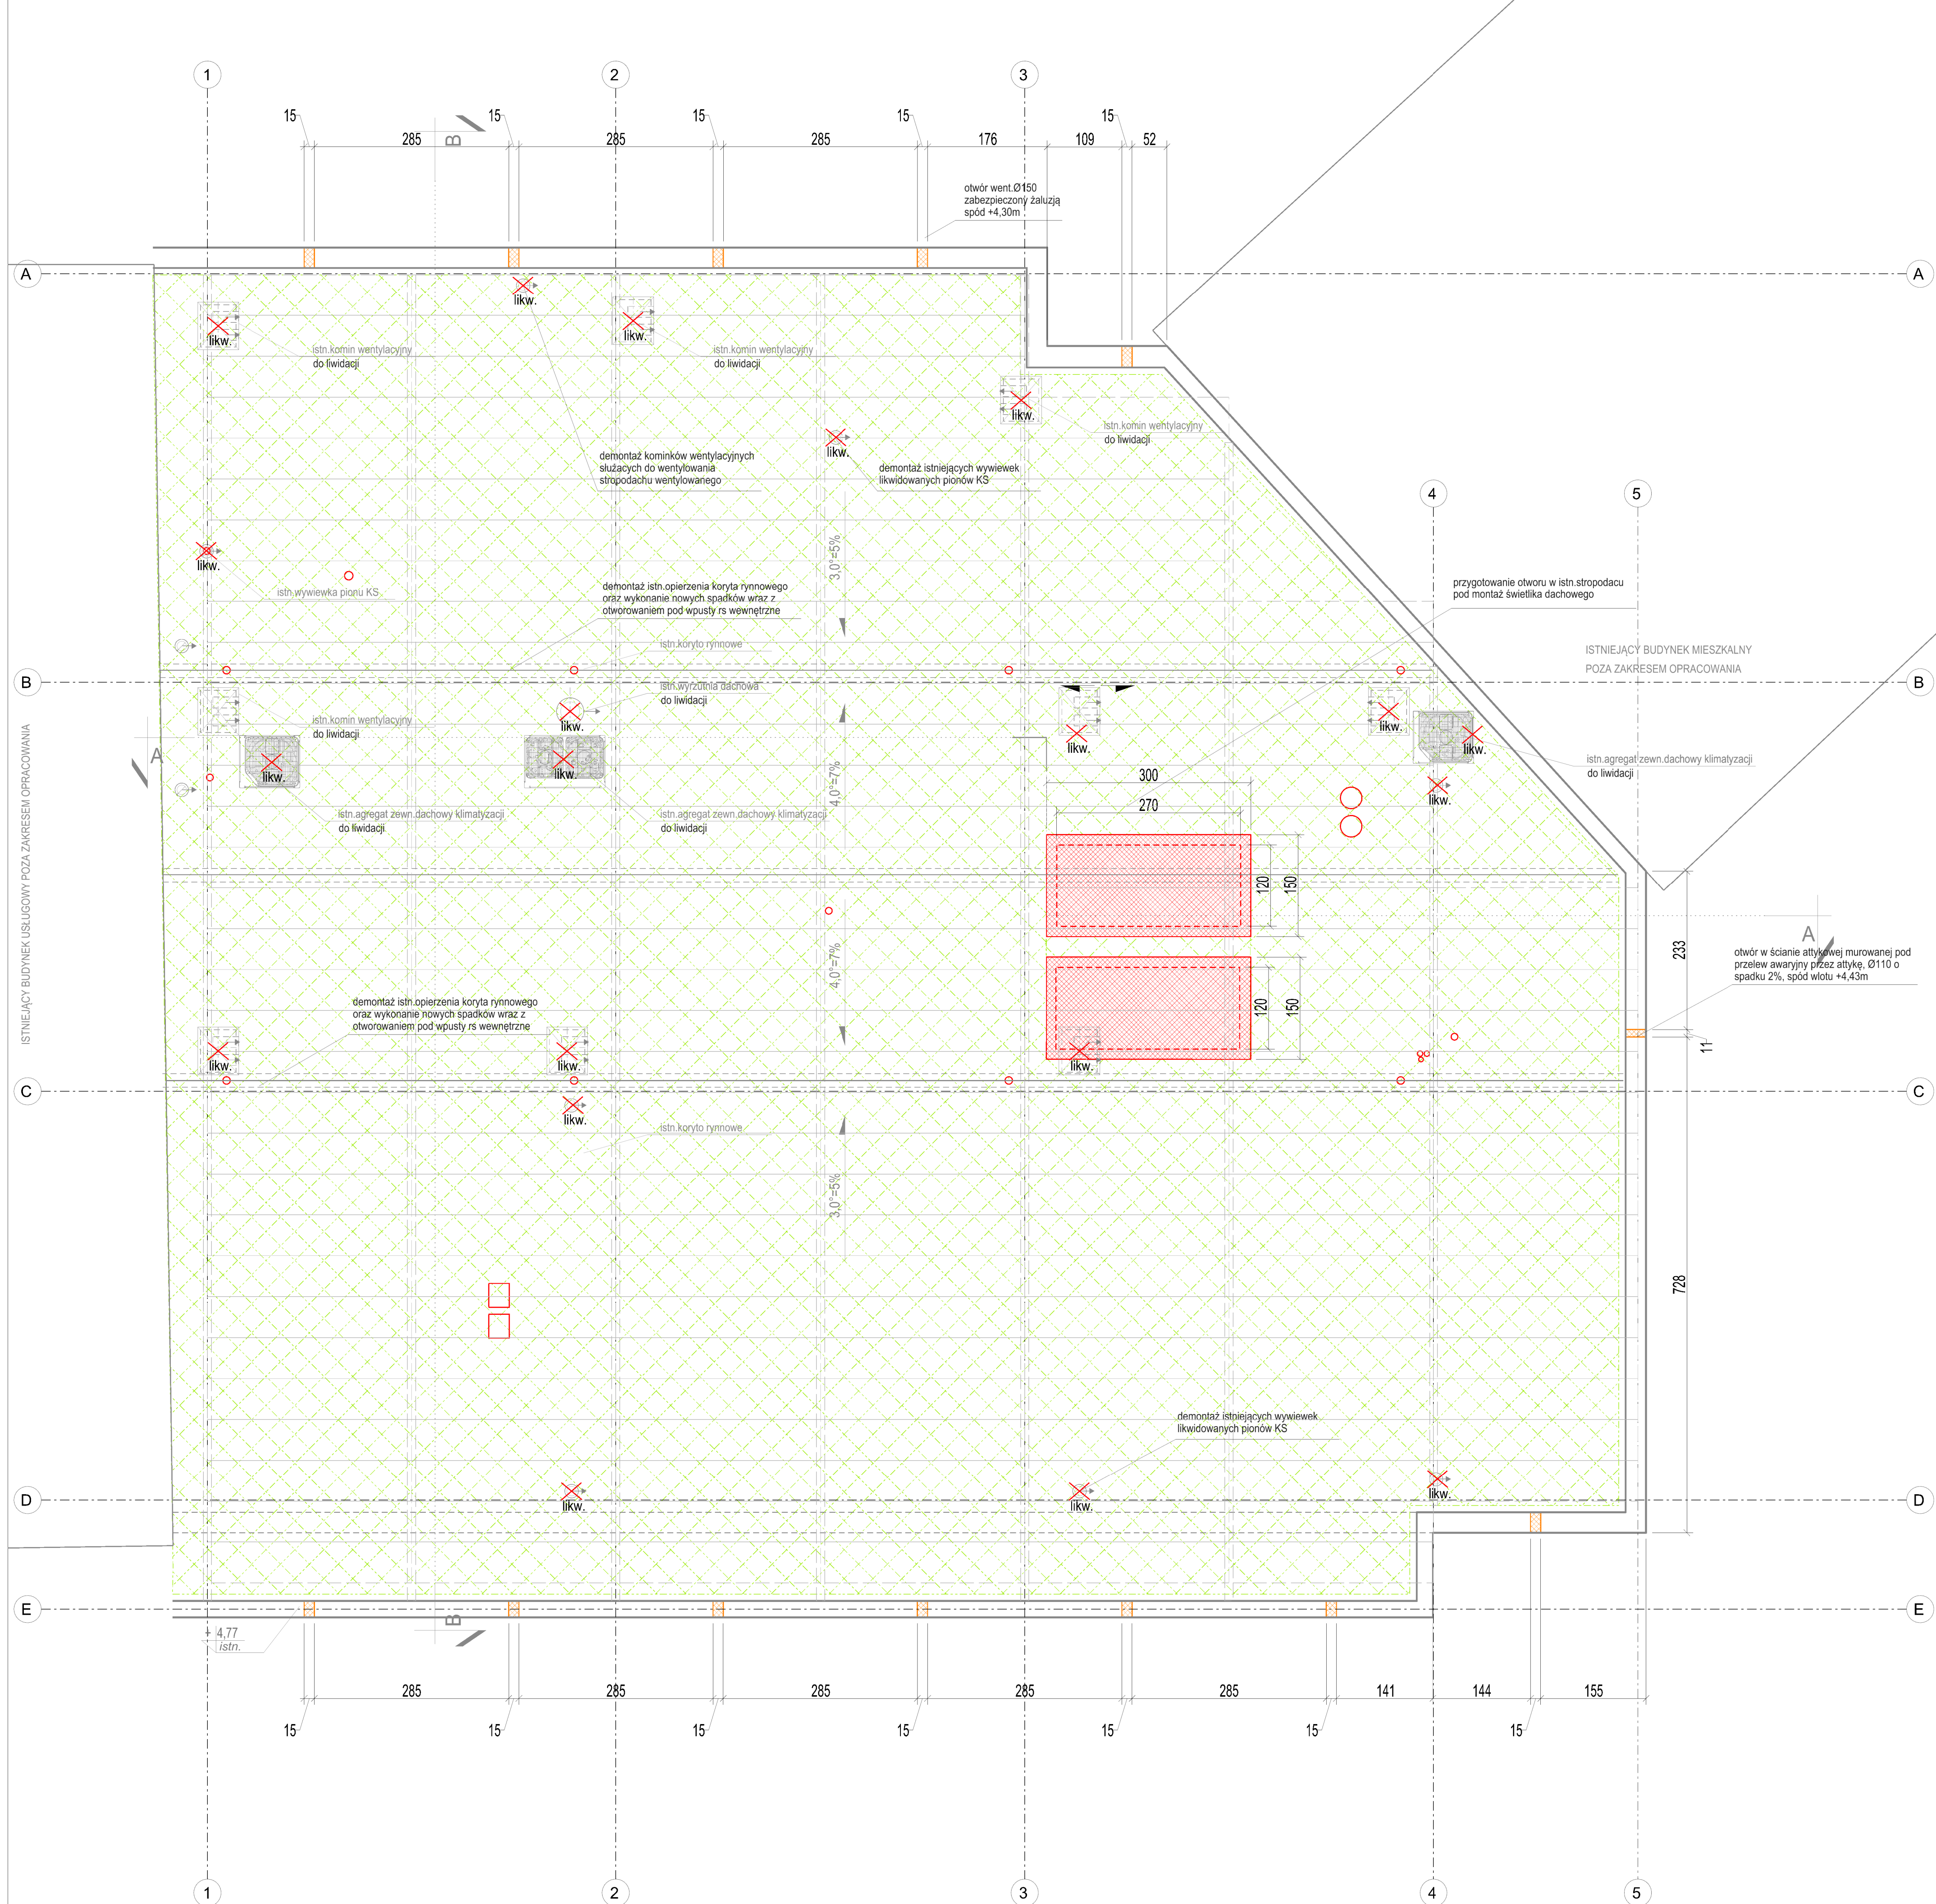 1
2
3
15
15
15
15
15
285
285
285
176
109
52
B
otwór went.Ø150
zabezpieczony żaluzją
spód +4,30m
A
A
likw.
likw.
likw.
istn.komin wentylacyjny
do liwidacji
istn.komin wentylacyjny
do liwidacji
likw.
istn.komin wentylacyjny
do liwidacji
likw.
demontaż kominków wentylacyjnych
służacych do wentylowania
stropodachu wentylowanego
demontaż istniejących wywiewek
likwidowanych pionów KS
4
5
3,0°=5%
likw.
istn.wywiewka pionu KS
demontaż istn.opierzenia koryta rynnowego
oraz wykonanie nowych spadków wraz z
otworowaniem pod wpusty rs wewnętrzne
przygotowanie otworu w istn.stropodacu
pod montaż świetlika dachowego
istn.koryto rynnowe
ISTNIEJĄCY BUDYNEK MIESZKALNY
POZA ZAKRESEM OPRACOWANIA
B
B
istn.wyrzutnia dachowa
do liwidacji
istn.komin wentylacyjny
do liwidacji
likw.
likw.
likw.
likw.
A
likw.
likw.
istn.agregat zewn.dachowy klimatyzacji
do liwidacji
4,0°=7%
300
270
likw.
istn.agregat zewn.dachowy klimatyzacji
do liwidacji
istn.agregat zewn.dachowy klimatyzacji
do liwidacji
ISTNIEJĄCY BUDYNEK USŁUGOWY POZA ZAKRESEM OPRACOWANIA
120
150
4,0°=7%
A
233
otwór w ścianie attykowej murowanej pod
przelew awaryjny przez attykę, Ø110 o
spadku 2%, spód wlotu +4,43m
120
150
demontaż istn.opierzenia koryta rynnowego
oraz wykonanie nowych spadków wraz z
otworowaniem pod wpusty rs wewnętrzne
11
likw.
likw.
likw.
C
C
likw.
istn.koryto rynnowe
3,0°=5%
728
demontaż istniejących wywiewek
likwidowanych pionów KS
D
likw.
likw.
likw.
D
E
E
B
+ 4,77
istn.
285
285
285
285
285
141
144
155
15
15
15
15
15
15
15
1
2
3
4
5